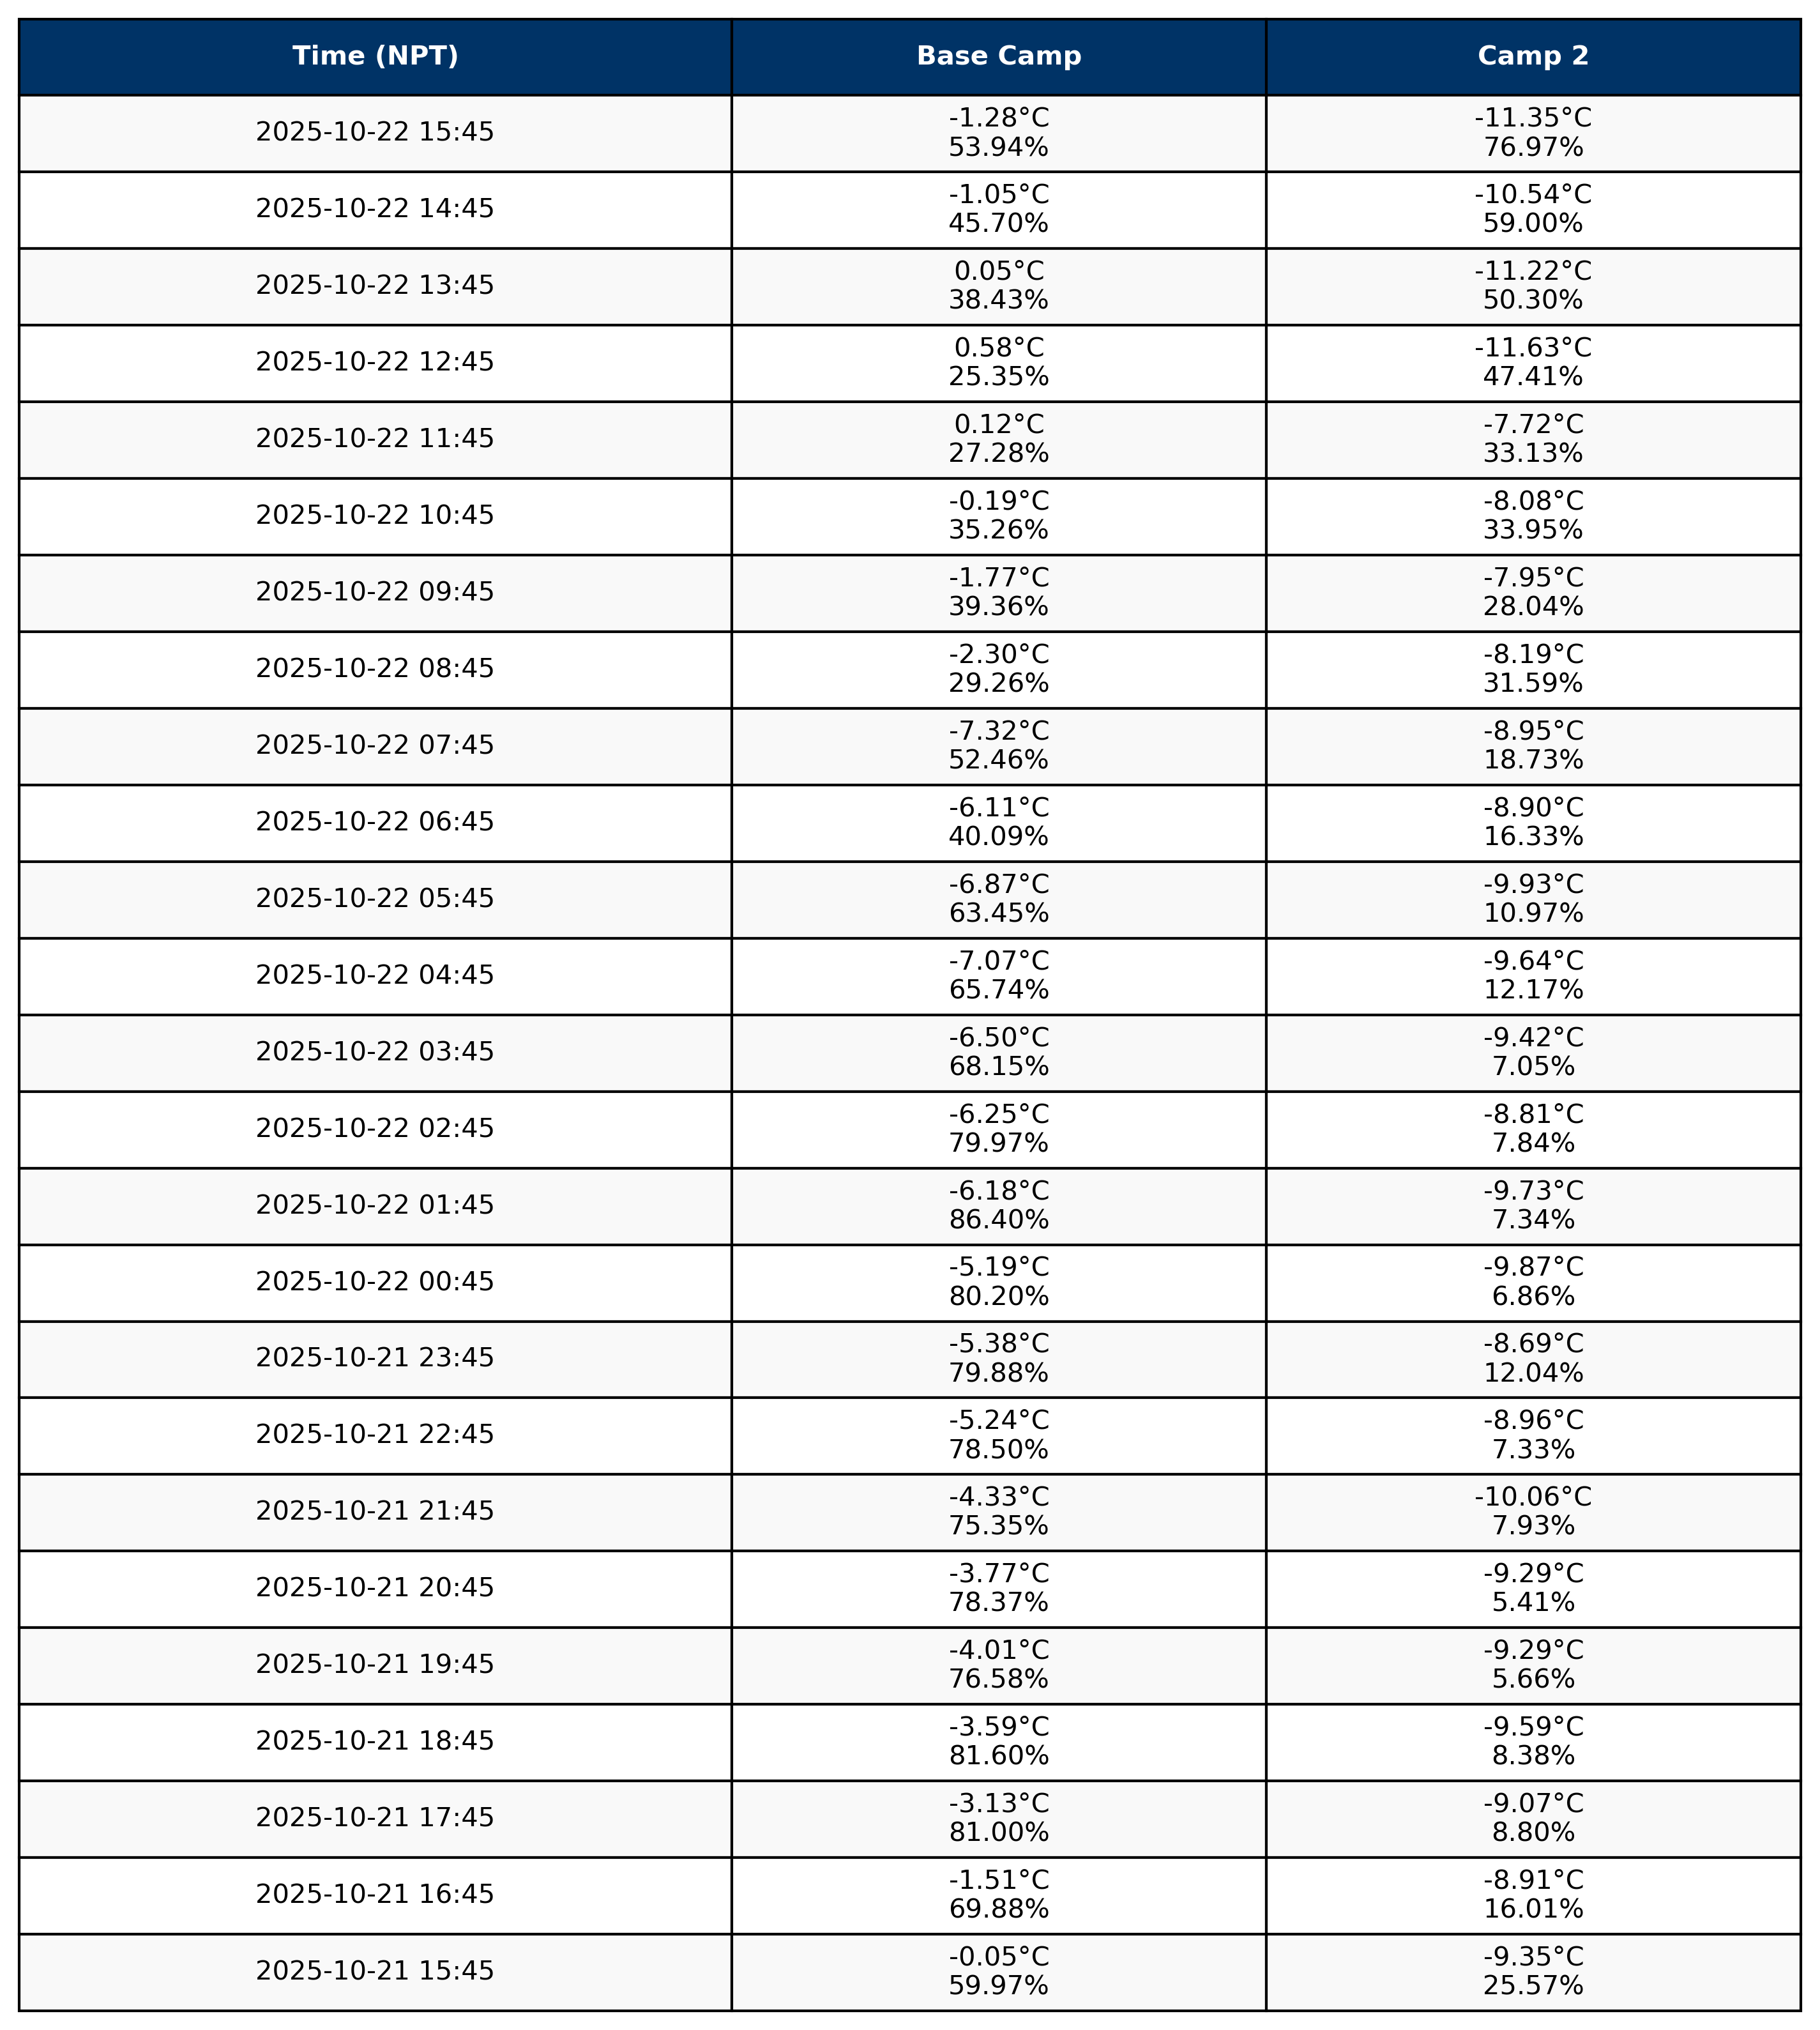 Time (NPT) Base Camp Camp 2
2025-10-22 15:45 -1.28°C -11.35°C
53.94% 76.97%
2025-10-22 14:45 -1.05°C -10.54°C
45.70% 59.00%
2025-10-22 13:45 0.05°C -11.22°C
38.43% 50.30%
2025-10-22 12:45 0.58°C -11.63°C
25.35% 47.41%
2025-10-22 11:45 0.12°C -7.72°C
27.28% 33.13%
2025-10-22 10:45 -0.19°C -8.08°C
35.26% 33.95%
2025-10-22 09:45 -1.77°C -7.95°C
39.36% 28.04%
2025-10-22 08:45 -2.30°C -8.19°C
29.26% 31.59%
2025-10-22 07:45 -7.32°C -8.95°C
52.46% 18.73%
2025-10-22 06:45 -6.11°C -8.90°C
40.09% 16.33%
2025-10-22 05:45 -6.87°C -9.93°C
63.45% 10.97%
2025-10-22 04:45 -7.07°C -9.64°C
65.74% 12.17%
2025-10-22 03:45 -6.50°C -9.42°C
68.15% 7.05%
2025-10-22 02:45 -6.25°C -8.81°C
79.97% 7.84%
2025-10-22 01:45 -6.18°C -9.73°C
86.40% 7.34%
2025-10-22 00:45 -5.19°C -9.87°C
80.20% 6.86%
2025-10-21 23:45 -5.38°C -8.69°C
79.88% 12.04%
2025-10-21 22:45 -5.24°C -8.96°C
78.50% 7.33%
2025-10-21 21:45 -4.33°C -10.06°C
75.35% 7.93%
2025-10-21 20:45 -3.77°C -9.29°C
78.37% 5.41%
2025-10-21 19:45 -4.01°C -9.29°C
76.58% 5.66%
2025-10-21 18:45 -3.59°C -9.59°C
81.60% 8.38%
2025-10-21 17:45 -3.13°C -9.07°C
81.00% 8.80%
2025-10-21 16:45 -1.51°C -8.91°C
69.88% 16.01%
2025-10-21 15:45 -0.05°C -9.35°C
59.97% 25.57%